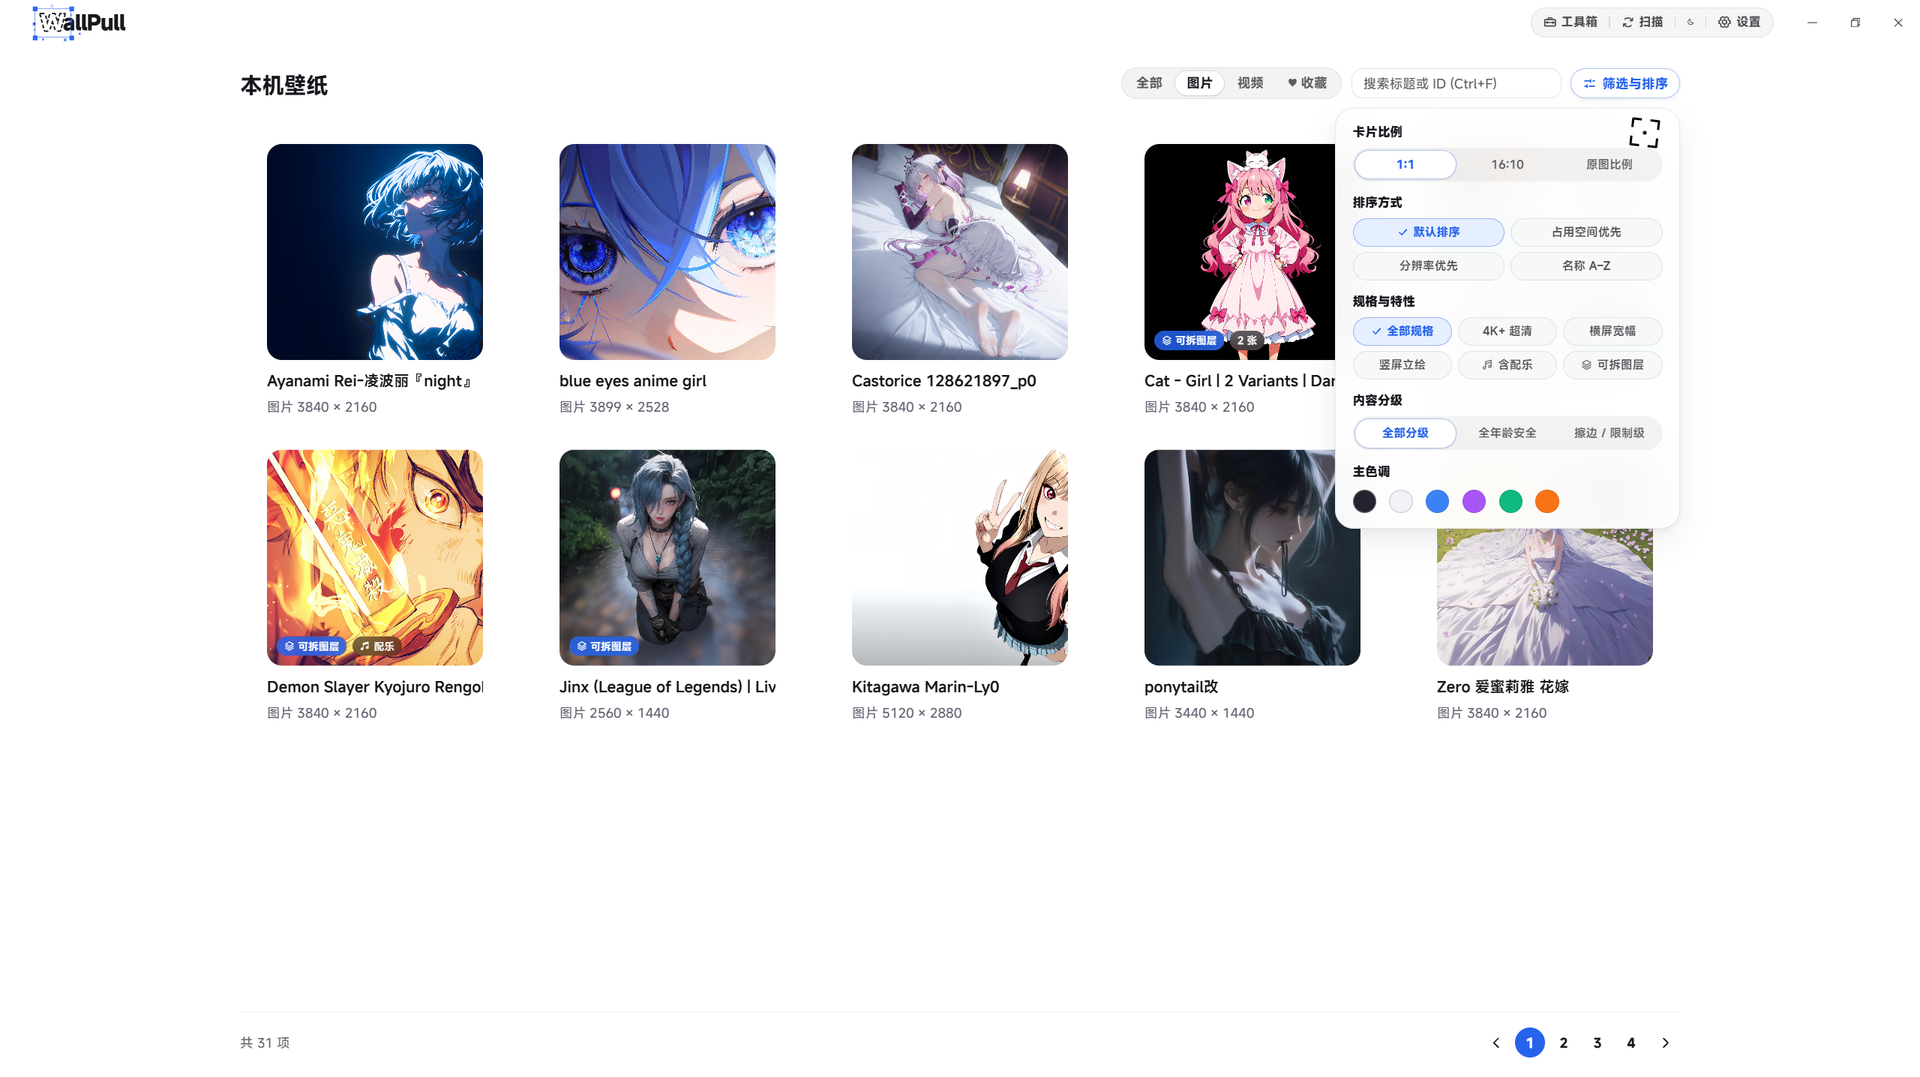 WallPull
工具箱
扫描
设置
本机壁纸
全部
图片
视频
收藏
搜索标题或 ID (Ctrl+F)
筛选与排序
卡片比例
1:1
16:10
原图比例
排序方式
默认排序
占用空间优先
分辨率优先
名称 A-Z
规格与特性
全部规格
4K+ 超清
横屏宽幅
竖屏立绘
含配乐
可拆图层
内容分级
全部分级
全年龄安全
擦边 / 限制级
主色调
可拆图层
2 张
Ayanami Rei-凌波丽『night』
图片 3840 × 2160
blue eyes anime girl
图片 3899 × 2528
Castorice 128621897_p0
图片 3840 × 2160
Cat - Girl | 2 Variants | Dar
图片 3840 × 2160
惡鬼滅殺
可拆图层
配乐
可拆图层
Demon Slayer Kyojuro Rengo
图片 3840 × 2160
Jinx (League of Legends) | Liv
图片 2560 × 1440
Kitagawa Marin-Ly0
图片 5120 × 2880
ponytail改
图片 3440 × 1440
Zero 爱蜜莉雅 花嫁
图片 3840 × 2160
共 31 项
1
2
3
4